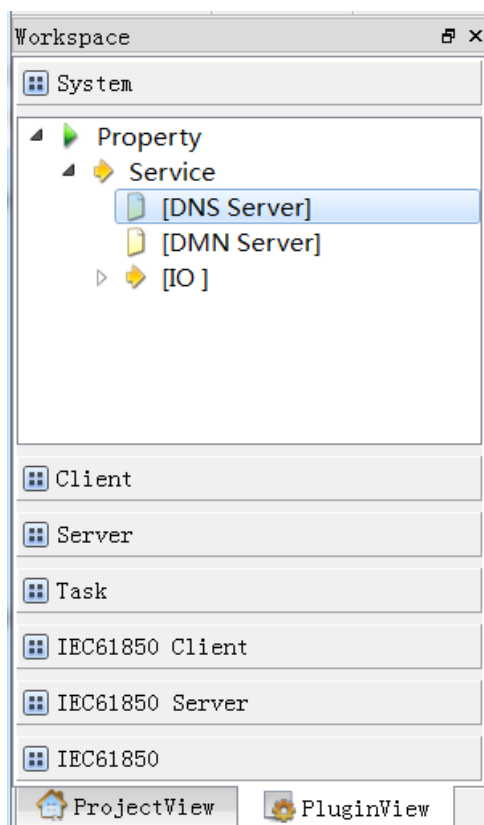 Workspace
System
Property
Service
[DNS Server]
[DMN Server]
[IO ]
Client
Server
Task
IEC61850 Client
IEC61850 Server
IEC61850
ProjectView PluginView